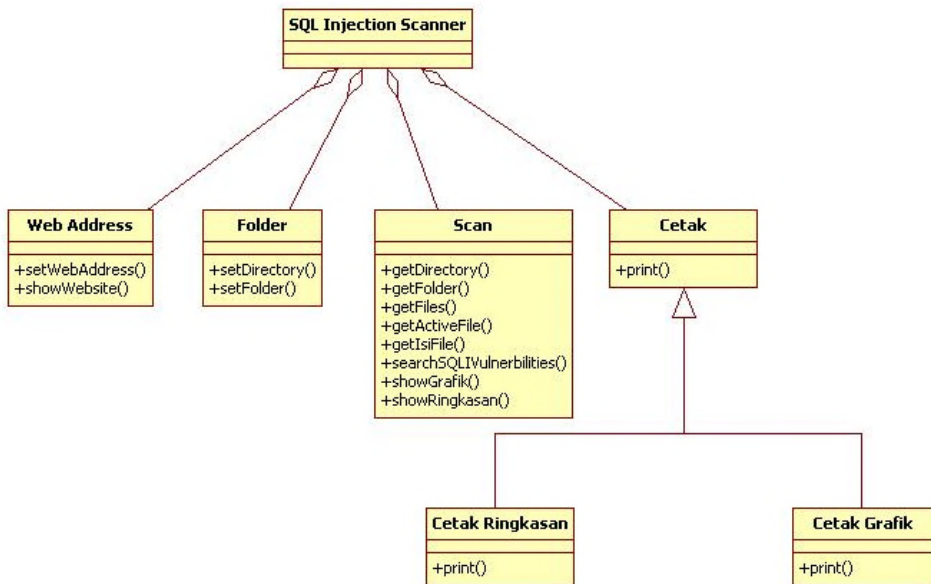 SQL Injection Scanner
Web Address
+setWebAddress()
+showWebsite()
Folder
+setDirectory()
+setFolder()
Scan
+getDirectory()
+getFolder()
+getFiles()
+getActiveFile()
+getIsiFile()
+searchSQLIVulnerbilities()
+showGrafik()
+showRingkasan()
Cetak
+print()
Cetak Ringkasan
+print()
Cetak Grafik
+print()